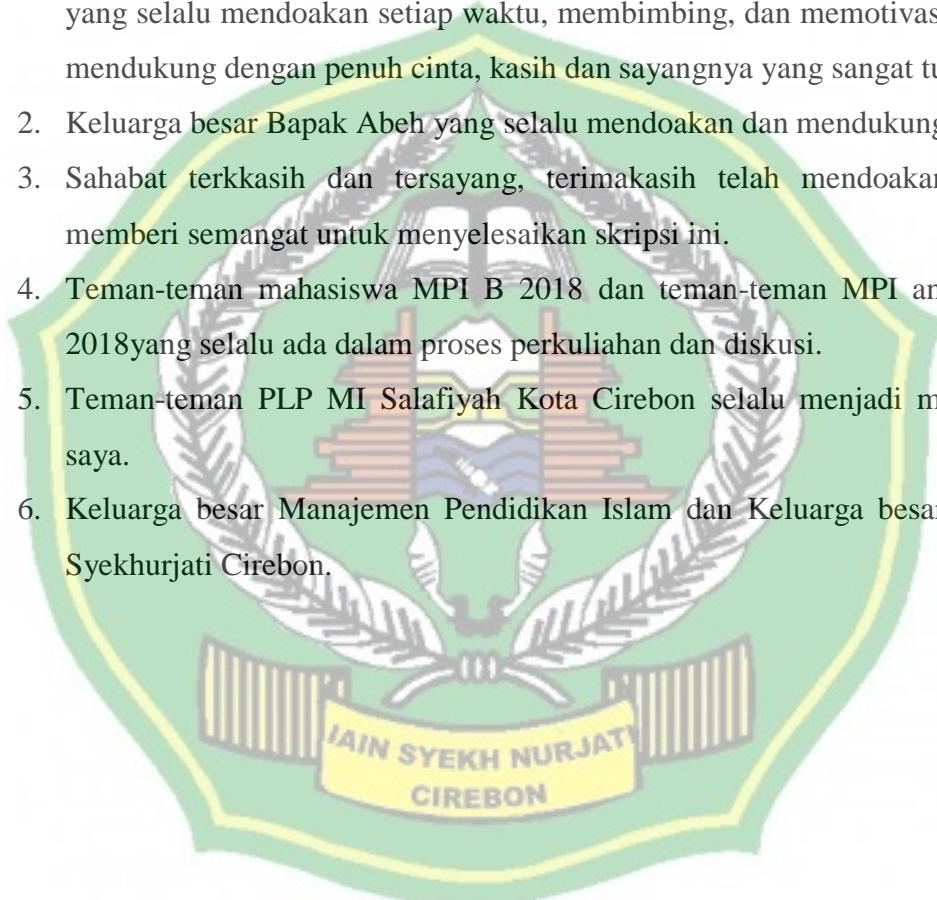 yang selalu mendoakan setiap waktu, membimbing, dan memotivas
mendukung dengan penuh cinta, kasih dan sayangnya yang sangat tu
2. Keluarga besar Bapak Abeh yang selalu mendoakan dan mendukung
3. Sahabat terkkasih dan tersayang, terimakasih telah mendoakan
memberi semangat untuk menyelesaikan skripsi ini.
4. Teman-teman mahasiswa MPI B 2018 dan teman-teman MPI an
2018yang selalu ada dalam proses perkuliahan dan diskusi.
5. Teman-teman PLP MI Salafiyah Kota Cirebon selalu menjadi m
saya.
6. Keluarga besar Manajemen Pendidikan Islam dan Keluarga besar
Syekhurjati Cirebon.
IAIN SYEKH NURJATI
CIREBON